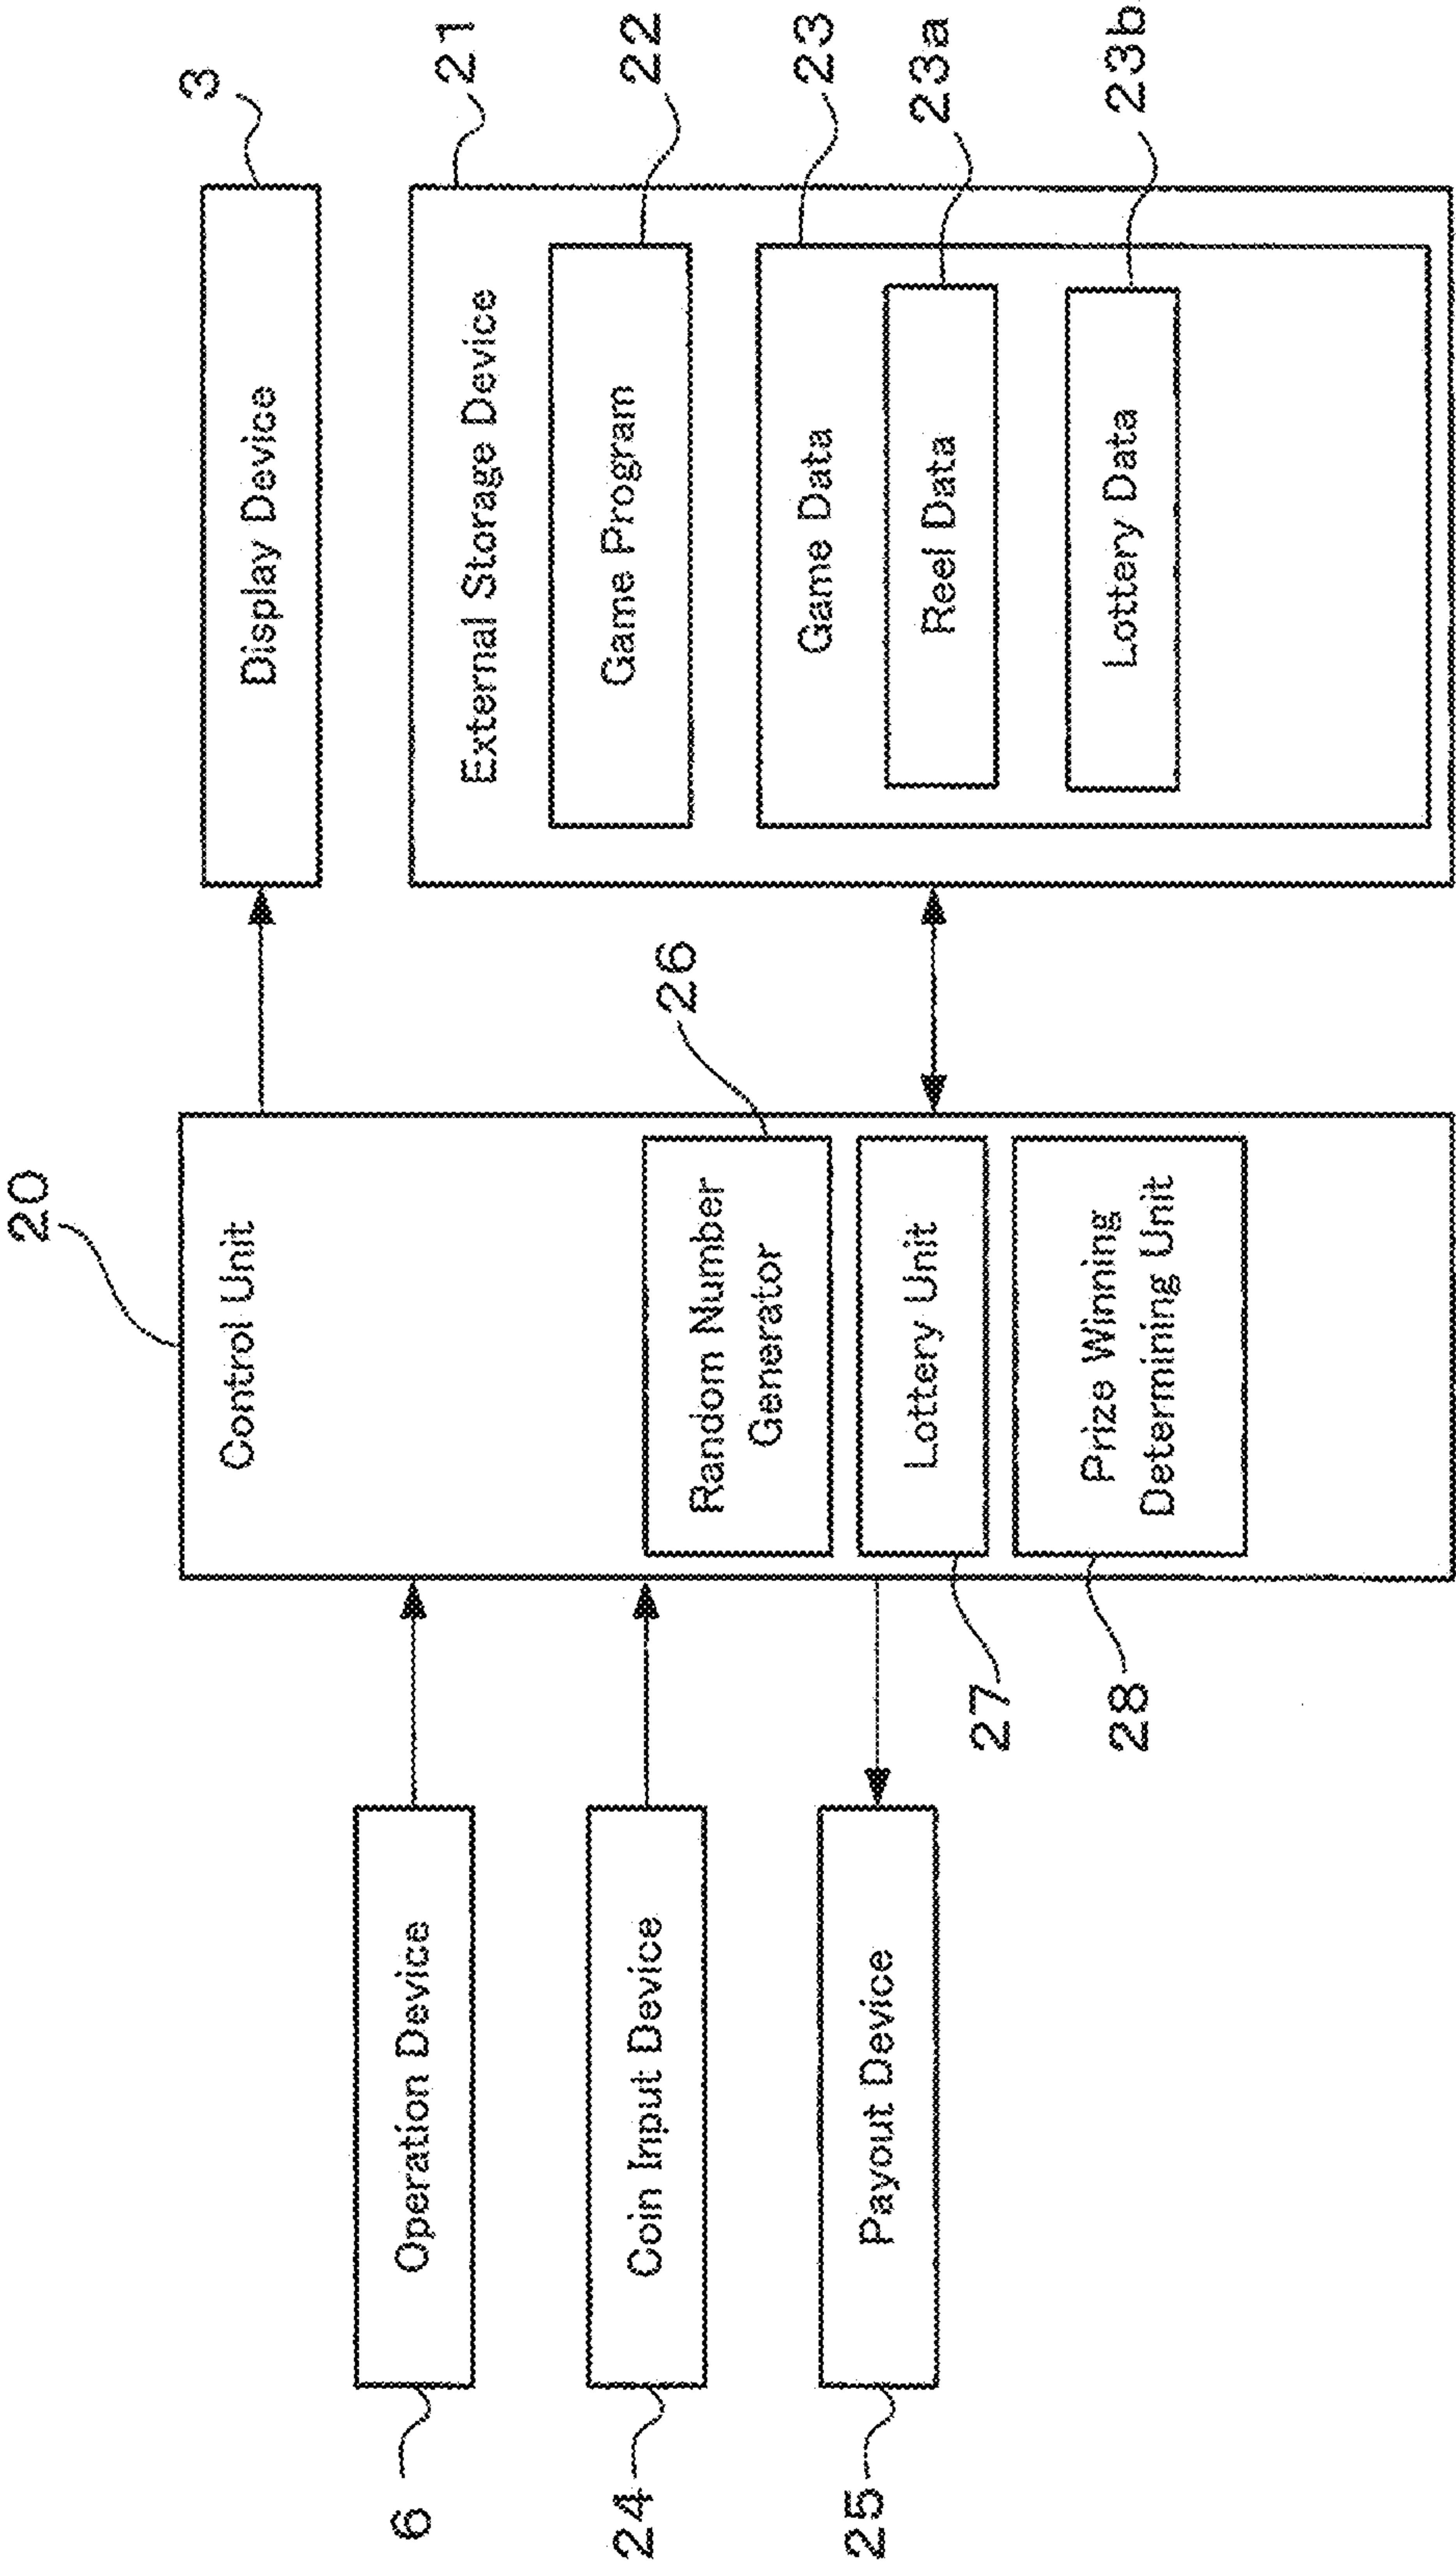 20
Control Unit
Random Number
Generator
26
Lottery Unit
27
Prize Winning
Determining Unit
28
Operation Device
6
Coin Input Device
24
Payout Device
25
Display Device
3
External Storage Device
21
Game Program
22
Game Data
23
Reel Data
23a
Lottery Data
23b